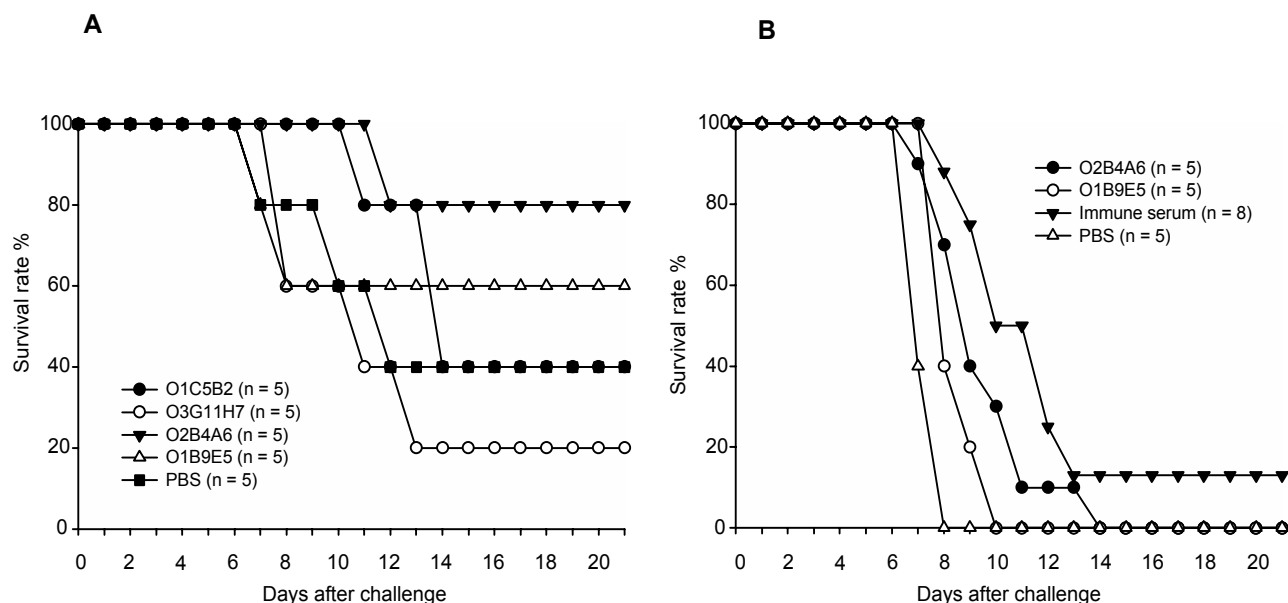 A
Survival rate %
100
80
60
40
20
0
O1C5B2 (n = 5)
O3G11H7 (n = 5)
O2B4A6 (n = 5)
O1B9E5 (n = 5)
PBS (n = 5)
0 2 4 6 8 10 12 14 16 18 20
Days after challenge
B
Survival rate %
100
80
60
40
20
0
O2B4A6 (n = 5)
O1B9E5 (n = 5)
Immune serum (n = 8)
PBS (n = 5)
0 2 4 6 8 10 12 14 16 18 20
Days after challenge